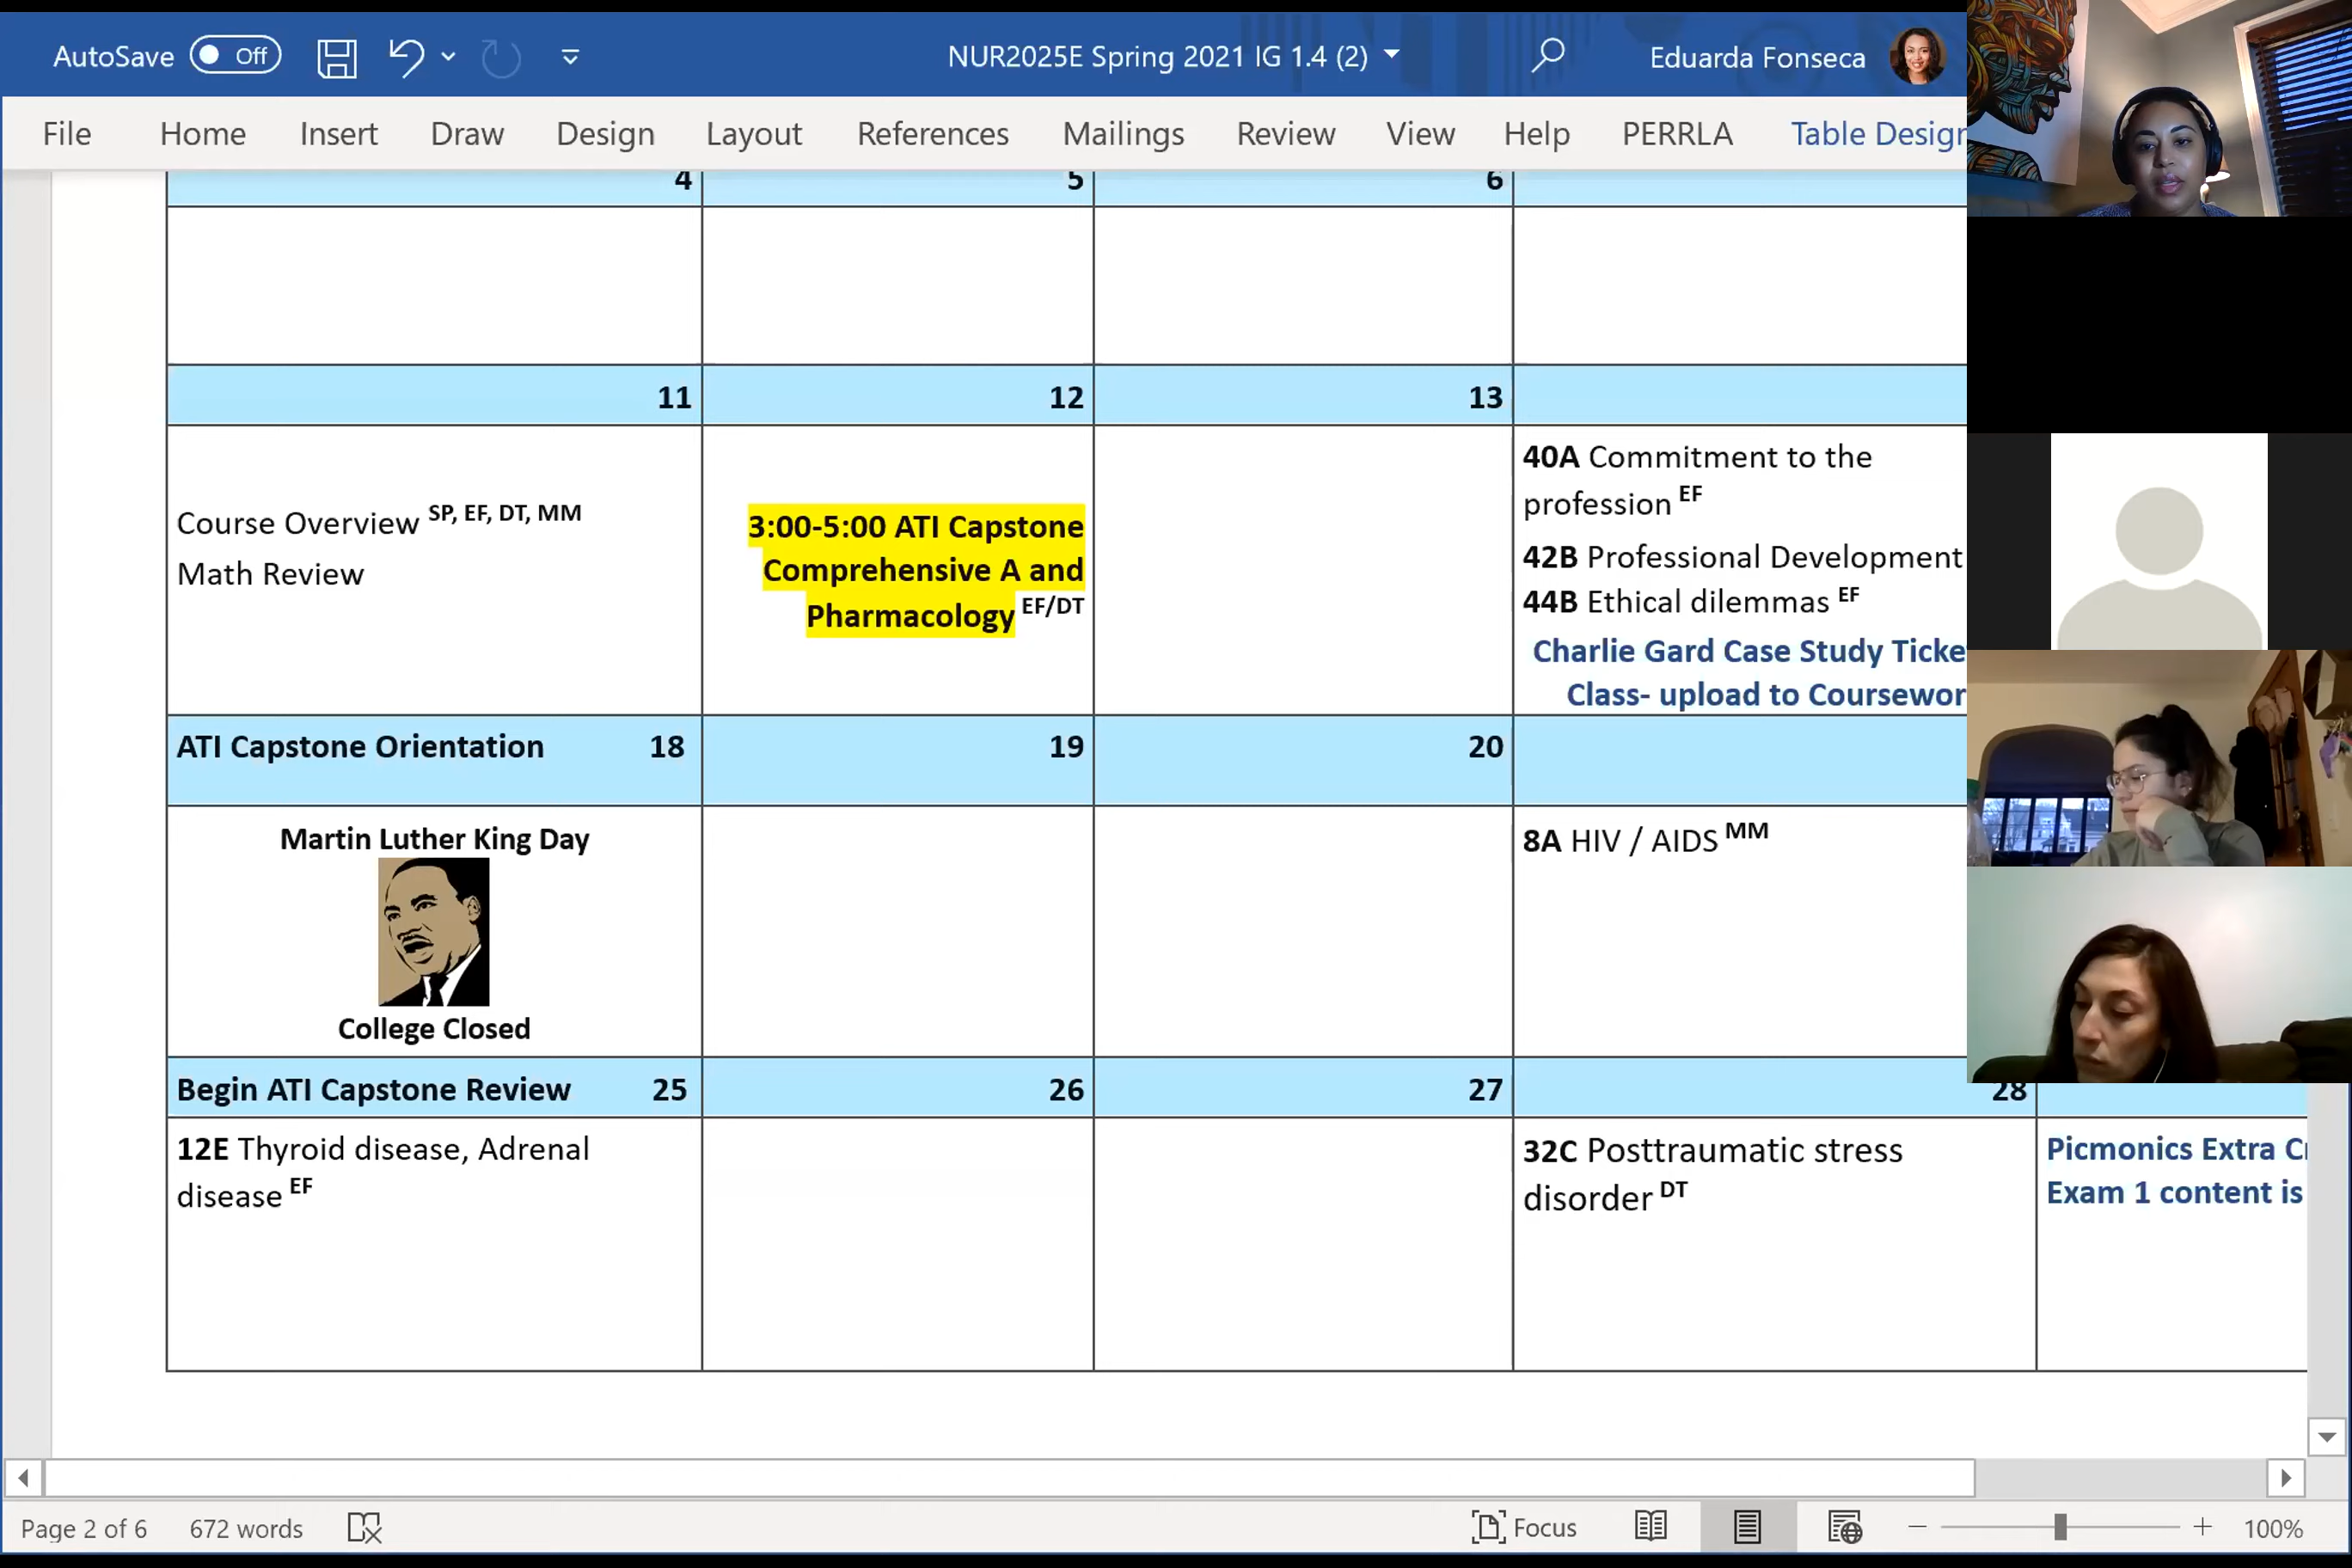 AutoSave Off NUR2025E Spring 2021 IG 1.4 (2) Eduarda Fonseca
File Home Insert Draw Design Layout References Mailings Review View Help PERRLA Table Design
4 5 6
11 12 13
Course Overview SP, EF, DT, MM
Math Review
3:00-5:00 ATI Capstone
Comprehensive A and
Pharmacology EF/DT
40A Commitment to the
profession EF
42B Professional Development
44B Ethical dilemmas EF
Charlie Gard Case Study Ticke
Class- upload to Coursewor
ATI Capstone Orientation 18 19 20
Martin Luther King Day
College Closed
8A HIV / AIDS MM
Begin ATI Capstone Review 25 26 27 28
12E Thyroid disease, Adrenal
disease EF
32C Posttraumatic stress
disorder DT
Picmonics Extra C
Exam 1 content is
Page 2 of 6 672 words Focus 100%